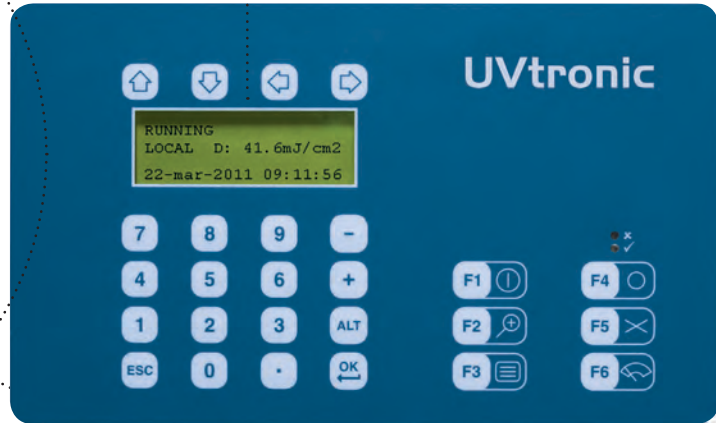 UVtronic
RUNNING
LOCAL D: 41.6mJ/cm2
22-mar-2011 09:11:56
7 8 9 -
4 5 6 + F1 F4
1 2 3 ALT F2 F5
ESC 0 . OK F3 F6